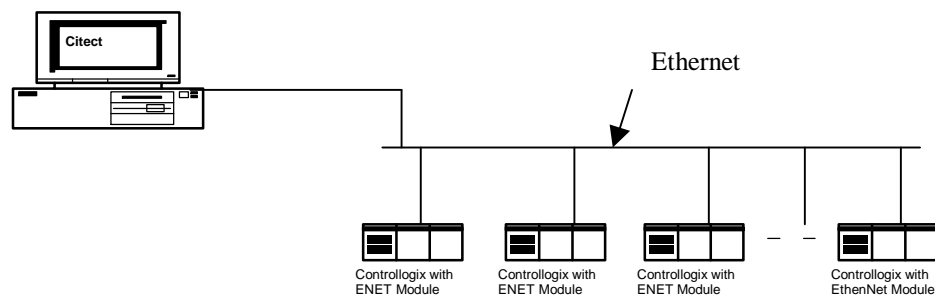 Citect
Ethernet
Controllogix with
ENET Module
Controllogix with
ENET Module
Controllogix with
ENET Module
Controllogix with
EthenNet Module